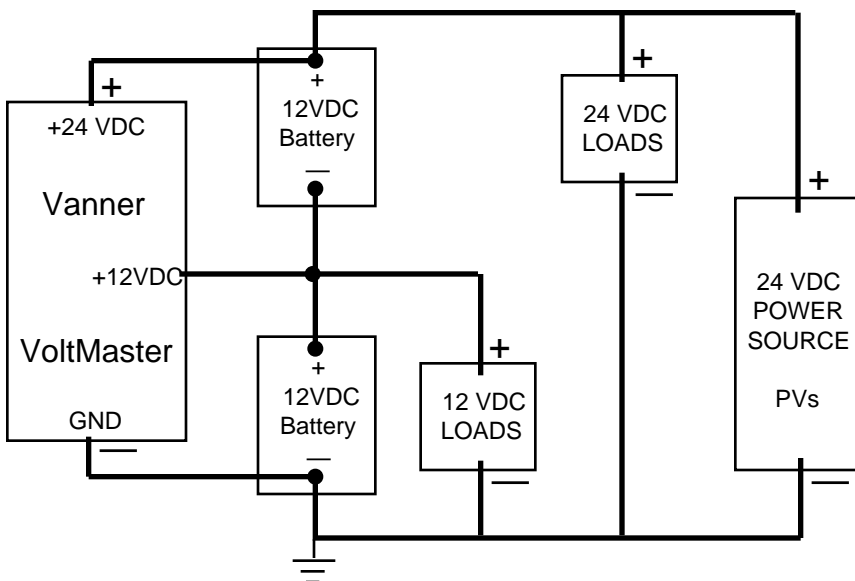 +
+24 VDC
Vanner
+12VDC
VoltMaster
GND
—
+
12VDC
Battery
—
+
12VDC
Battery
—
+
12 VDC
LOADS
—
+
24 VDC
LOADS
—
+
24 VDC
POWER
SOURCE
PVs
—